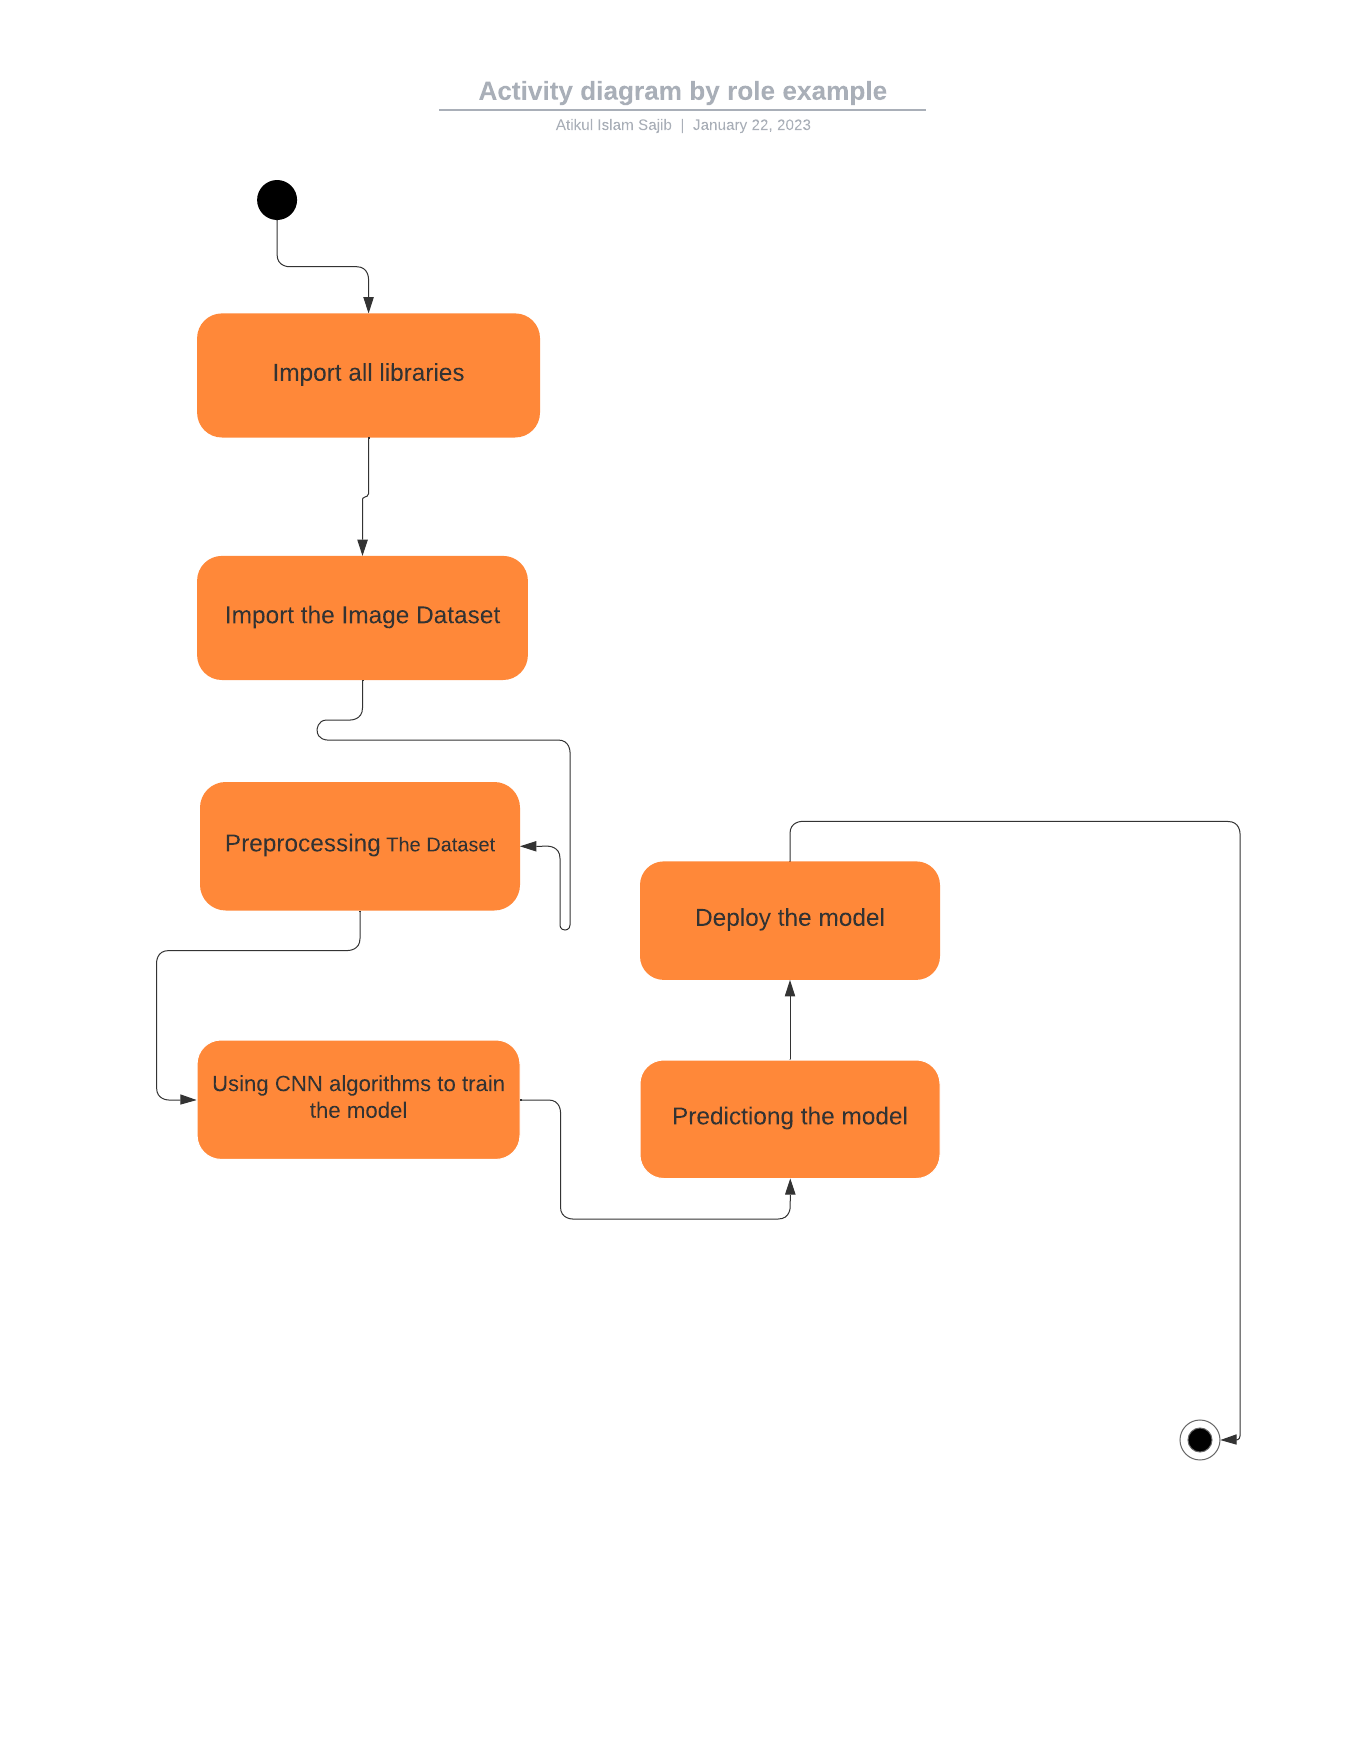 Activity diagram by role example
Atikul Islam Sajib | January 22, 2023
Import all libraries
Import the Image Dataset
Preprocessing The Dataset
Using CNN algorithms to train
the model
Predictiong the model
Deploy the model